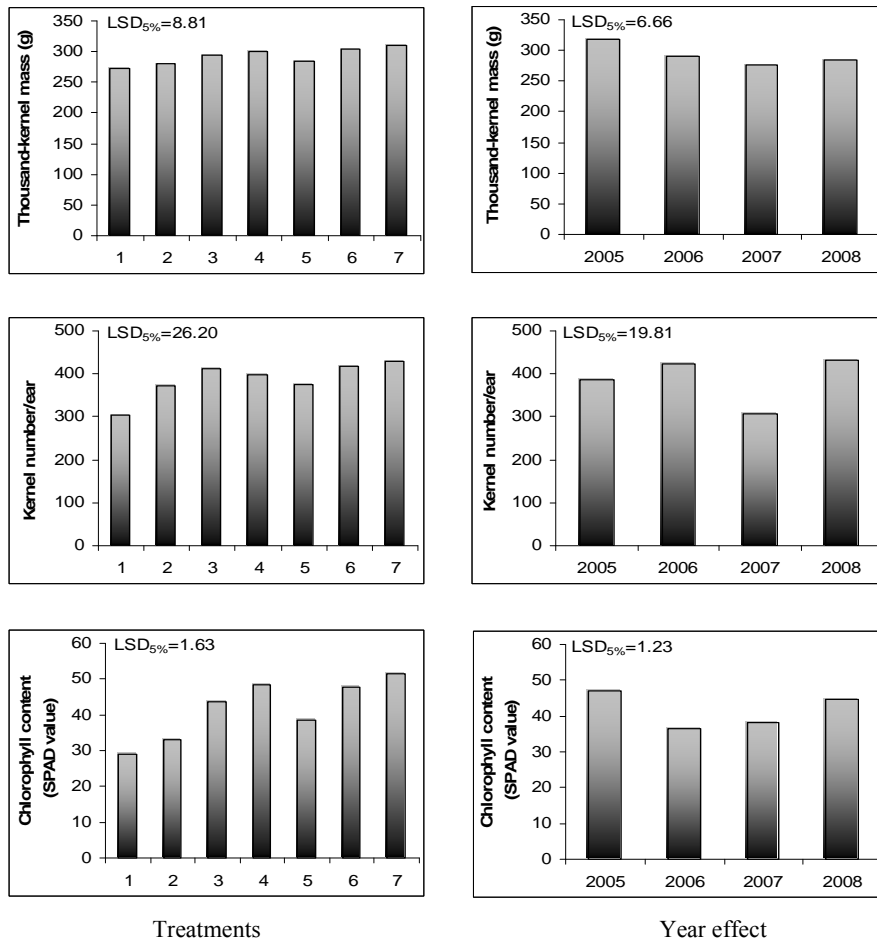 LSD5%=8.81
Thousand-kernel mass (g)
350
300
250
200
150
100
50
0
1 2 3 4 5 6 7
LSD5%=6.66
Thousand-kernel mass (g)
350
300
250
200
150
100
50
0
2005 2006 2007 2008
LSD5%=26.20
Kernel number/ear
500
400
300
200
100
0
1 2 3 4 5 6 7
LSD5%=19.81
Kernel number/ear
500
400
300
200
100
0
2005 2006 2007 2008
LSD5%=1.63
Chlorophyll content
(SPAD value)
60
50
40
30
20
10
0
1 2 3 4 5 6 7
LSD5%=1.23
Chlorophyll content
(SPAD value)
60
50
40
30
20
10
0
2005 2006 2007 2008
Treatments
Year effect